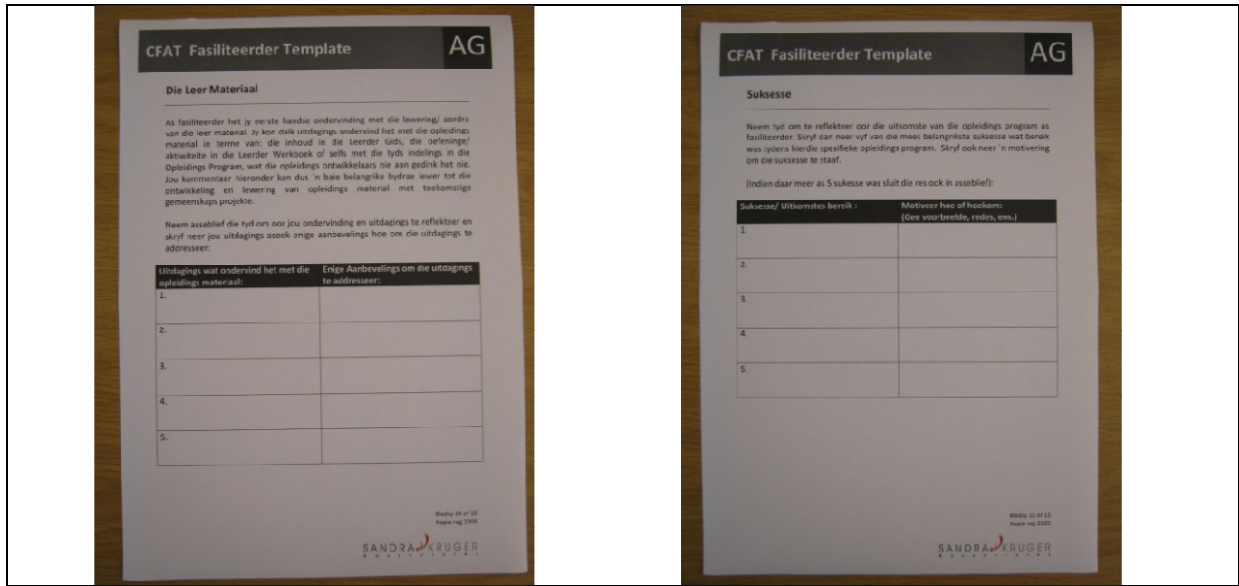 CFAT Fasiliteerder Template AG
Die Leer Materiaal
As fasiliteerder het jy eerste handse ondervinding met die lewering/ oordra
van die leer material. Jy kon dalk uitdagings ondervind het met die opleidings
material in terme van: die inhoud in die Leerder Gids, die oefeninge/
aktiwiteite in die Leerder Werkboek of selfs met die tyds indelings in die
Opleidings Program, wat die opleidings ontwikkelaars nie aan gedink het nie.
Jou kommentaar hieronder kan dus 'n baie belangrike bydrae lewer tot die
ontwikkeling en lewering van opleidings material met toekomstige
gemeenskaps projekte.
Neem asseblief die tyd om oor jou ondervinding en uitdagings te reflekteer en
skryf neer jou uitdagings asook enige aanbevelings hoe om die uitdagings te
addresseer:
Uitdagings wat ondervind het met die
opleidings materiaal:
Enige Aanbevelings om die uitdagings
te addresseer:
1.
2.
3.
4.
5.
Bladsy 14 of 15
Kopie reg
SANDRA KRUGER
CFAT Fasiliteerder Template AG
Suksesse
Neem tyd om te reflekteer oor die uitkomste van die opleidings program as
fasiliteerder. Skryf dan neer vyf van die mees belangrikste suksesse wat bereik
was tydens hierdie spesifieke opleidings program. Skryf ook neer 'n motivering
om die suksesse te staaf.
(Indien daar meer as 5 sukesse was sluit die res ook in asseblief):
Suksesse/ Uitkomstes bereik :
Motiveer hoe of hoekom:
(Gee voorbeelde, redes, ens.)
1.
2.
3.
4.
5.
Bladsy of 15
Kopie reg
SANDRA KRUGER